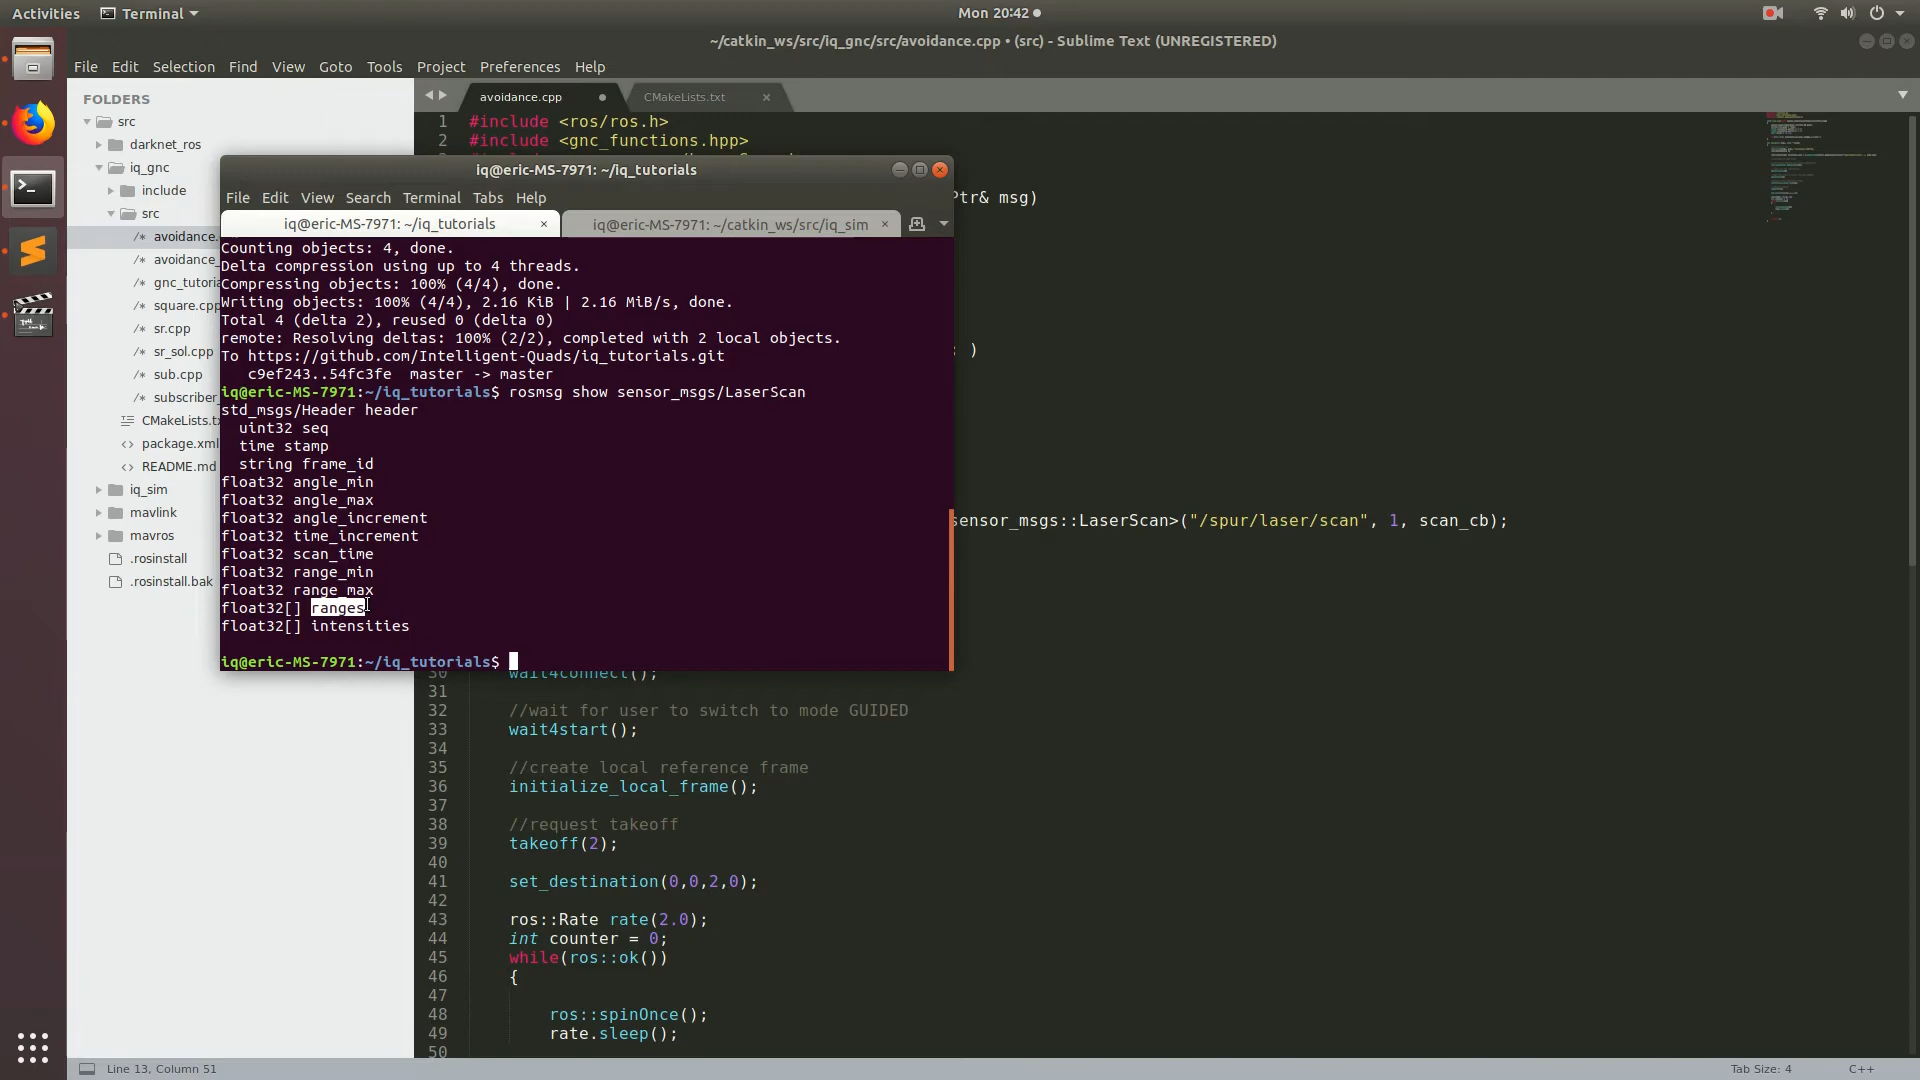 Activities
Terminal
Mon 20:42
~/catkin_ws/src/iq_gnc/src/avoidance.cpp • (src) - Sublime Text (UNREGISTERED)
File Edit Selection Find View Goto Tools Project Preferences Help
FOLDERS
src
darknet_ros
iq_gnc
include
src
/* avoidance.
/* avoidance_
/* gnc_tutoria
/* square.cpp
/* sr.cpp
/* sr_sol.cpp
/* sub.cpp
/* subscriber_
CMakeLists.tx
<> package.xml
<> README.md
iq_sim
mavlink
mavros
.rosinstall
.rosinstall.bak
avoidance.cpp
CMakeLists.txt
1 #include <ros/ros.h>
2 #include <gnc_functions.hpp>
Ptr& msg)
; )
sensor_msgs::LaserScan>("/spur/laser/scan", 1, scan_cb);
30 wait4connect();
31
32 //wait for user to switch to mode GUIDED
33 wait4start();
34
35 //create local reference frame
36 initialize_local_frame();
37
38 //request takeoff
39 takeoff(2);
40
41 set_destination(0,0,2,0);
42
43 ros::Rate rate(2.0);
44 int counter = 0;
45 while(ros::ok())
46 {
47
48 ros::spinOnce();
49 rate.sleep();
50
iq@eric-MS-7971: ~/iq_tutorials
File Edit View Search Terminal Tabs Help
iq@eric-MS-7971: ~/iq_tutorials
iq@eric-MS-7971: ~/catkin_ws/src/iq_sim
Counting objects: 4, done.
Delta compression using up to 4 threads.
Compressing objects: 100% (4/4), done.
Writing objects: 100% (4/4), 2.16 KiB | 2.16 MiB/s, done.
Total 4 (delta 2), reused 0 (delta 0)
remote: Resolving deltas: 100% (2/2), completed with 2 local objects.
To https://github.com/Intelligent-Quads/iq_tutorials.git
c9ef243..54fc3fe master -> master
iq@eric-MS-7971:~/iq_tutorials$ rosmsg show sensor_msgs/LaserScan
std_msgs/Header header
uint32 seq
time stamp
string frame_id
float32 angle_min
float32 angle_max
float32 angle_increment
float32 time_increment
float32 scan_time
float32 range_min
float32 range_max
float32[] ranges
float32[] intensities
iq@eric-MS-7971:~/iq_tutorials$
Line 13, Column 51
Tab Size: 4
C++